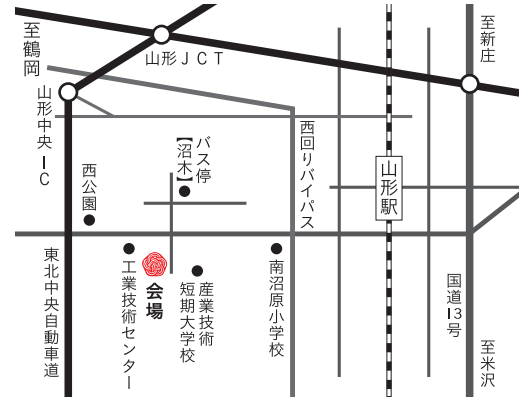 至鶴岡
山形JCT
至新庄
山形中央IC
西公園
バス停
【沼木】
西回りバイパス
山形駅
東北中央自動車道
工業技術センター
会場
産業技術
短期大学校
南沼原小学校
国道13号
至米沢